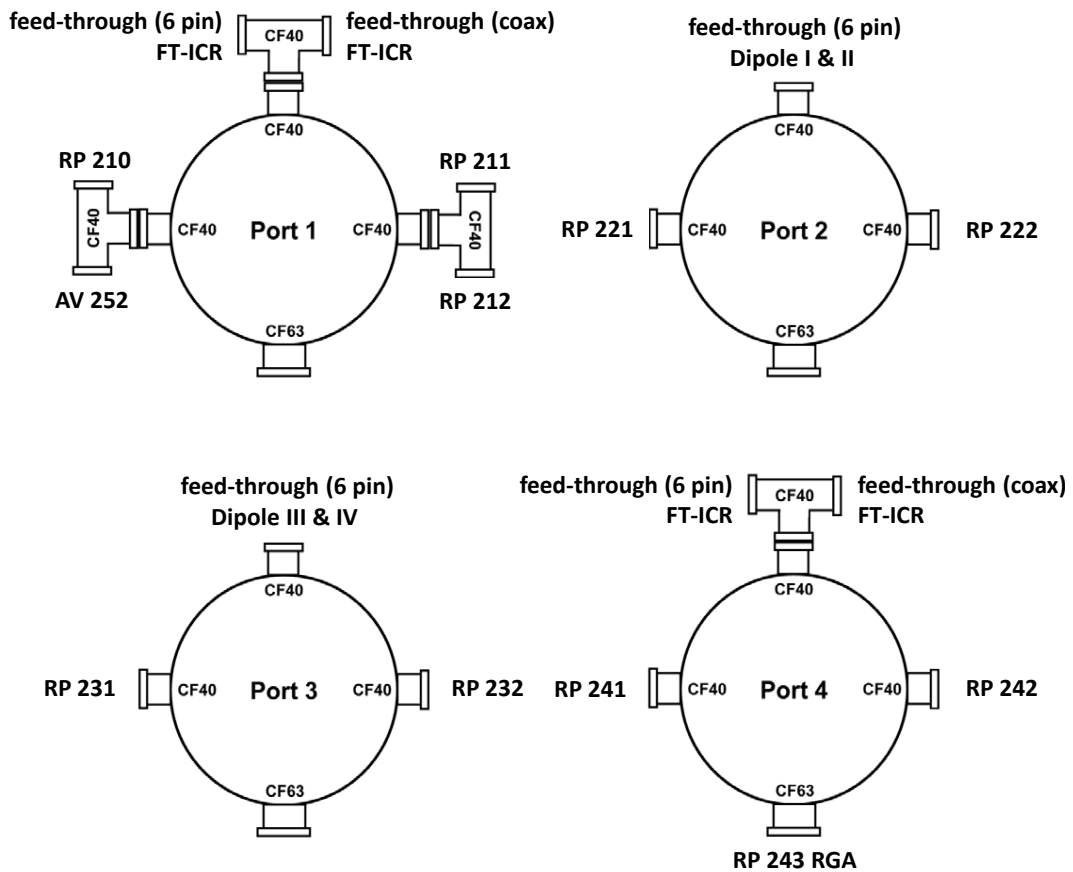 feed-through (6 pin)
FT-ICR
feed-through (coax)
FT-ICR
CF40
CF40
RP 210
CF40
AV 252
CF40
Port 1
CF40
RP 211
CF40
RP 212
CF63
feed-through (6 pin)
Dipole I & II
CF40
RP 221
CF40
Port 2
CF40
RP 222
CF63
feed-through (6 pin)
Dipole III & IV
CF40
RP 231
CF40
Port 3
CF40
RP 232
CF63
feed-through (6 pin)
FT-ICR
CF40
feed-through (coax)
FT-ICR
CF40
RP 241
CF40
Port 4
CF40
RP 242
CF63
RP 243 RGA